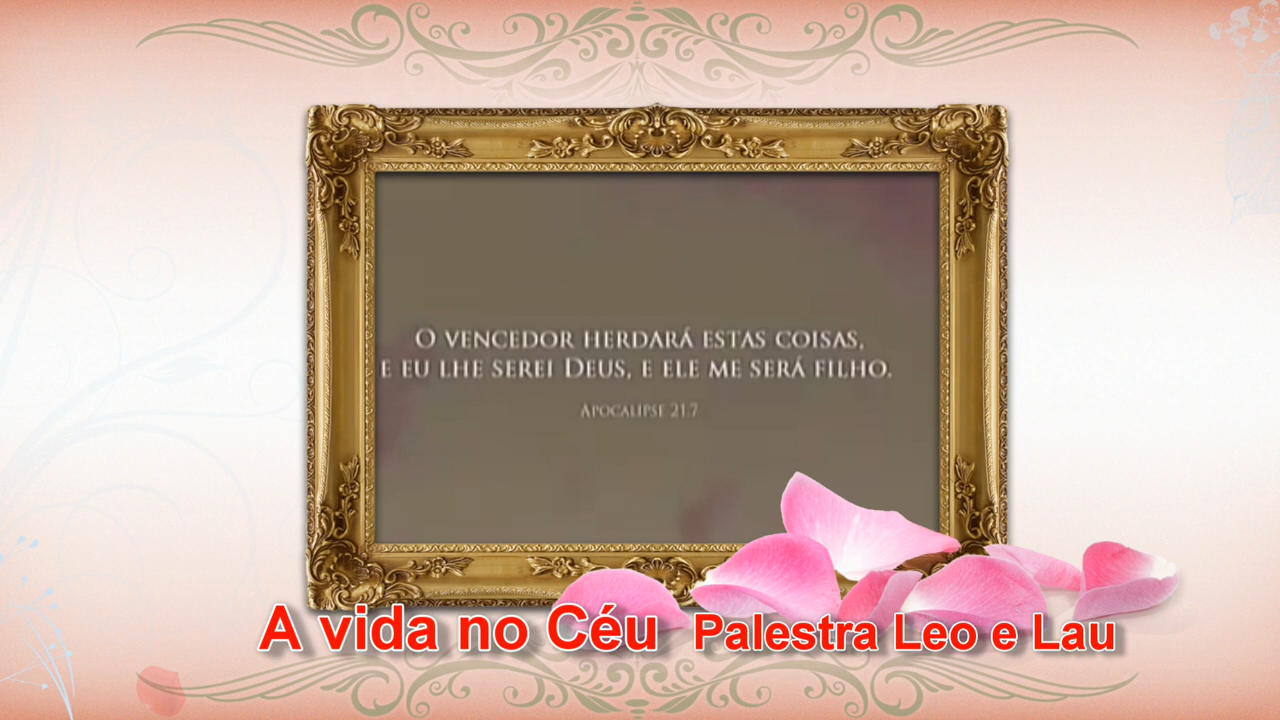 O vencedor herdará estas coisas,
e eu lhe serei Deus, e ele me será filho.
Apocalipse 21.7
A vida no Céu Palestra Leo e Lau